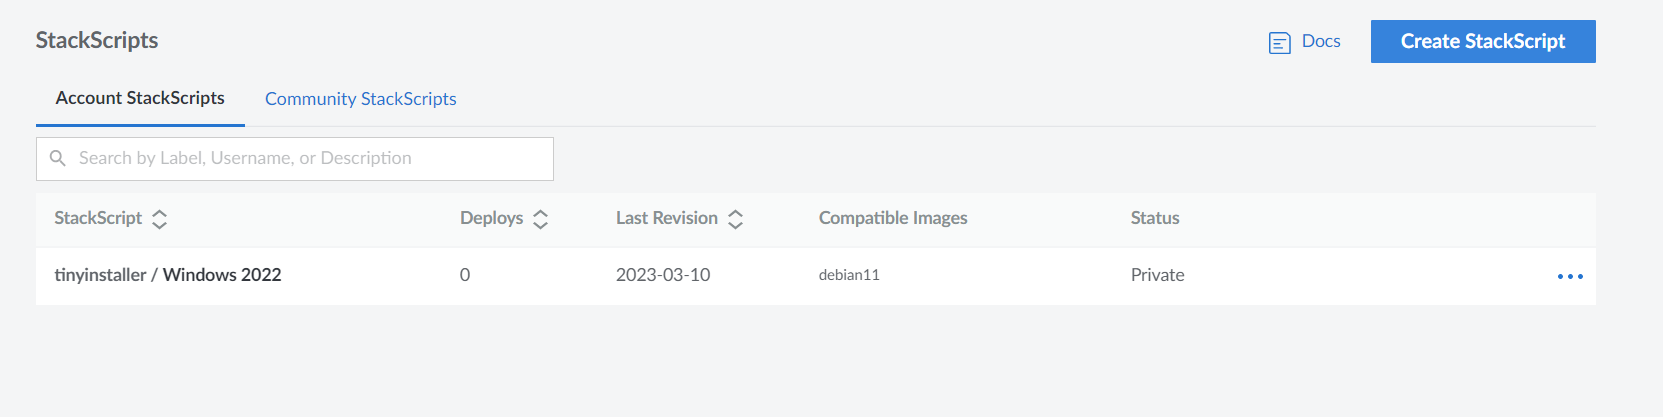 StackScripts
Docs
Create StackScript
Account StackScripts
Community StackScripts
Search by Label, Username, or Description
StackScript Deploys Last Revision Compatible Images Status
tinyinstaller / Windows 2022 0 2023-03-10 debian11 Private